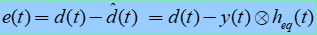 e(t) = d(t) − d̂(t) = d(t) − y(t) ⊗ h_eq(t)